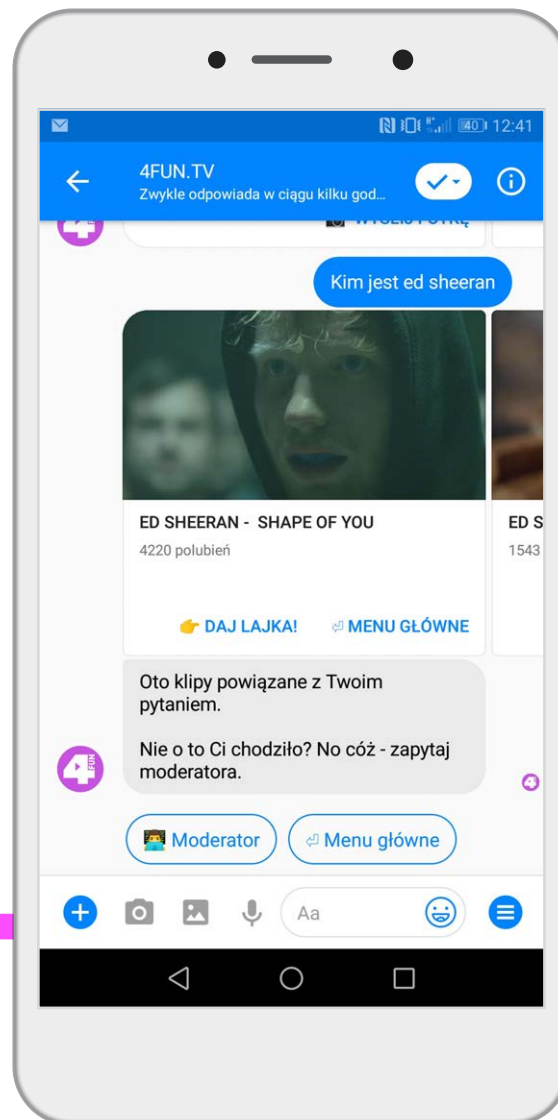 40 12:41
4FUN.TV
Zwykle odpowiada w ciągu kilku god...
Kim jest ed sheeran
ED SHEERAN - SHAPE OF YOU
ED S
4220 polubień
1543
DAJ LAJKA!
MENU GŁÓWNE
Oto klipy powiązane z Twoim
pytaniem.
Nie o to Ci chodziło? No cóż - zapytaj
moderatora.
4FUN
Moderator
Menu główne
Aa